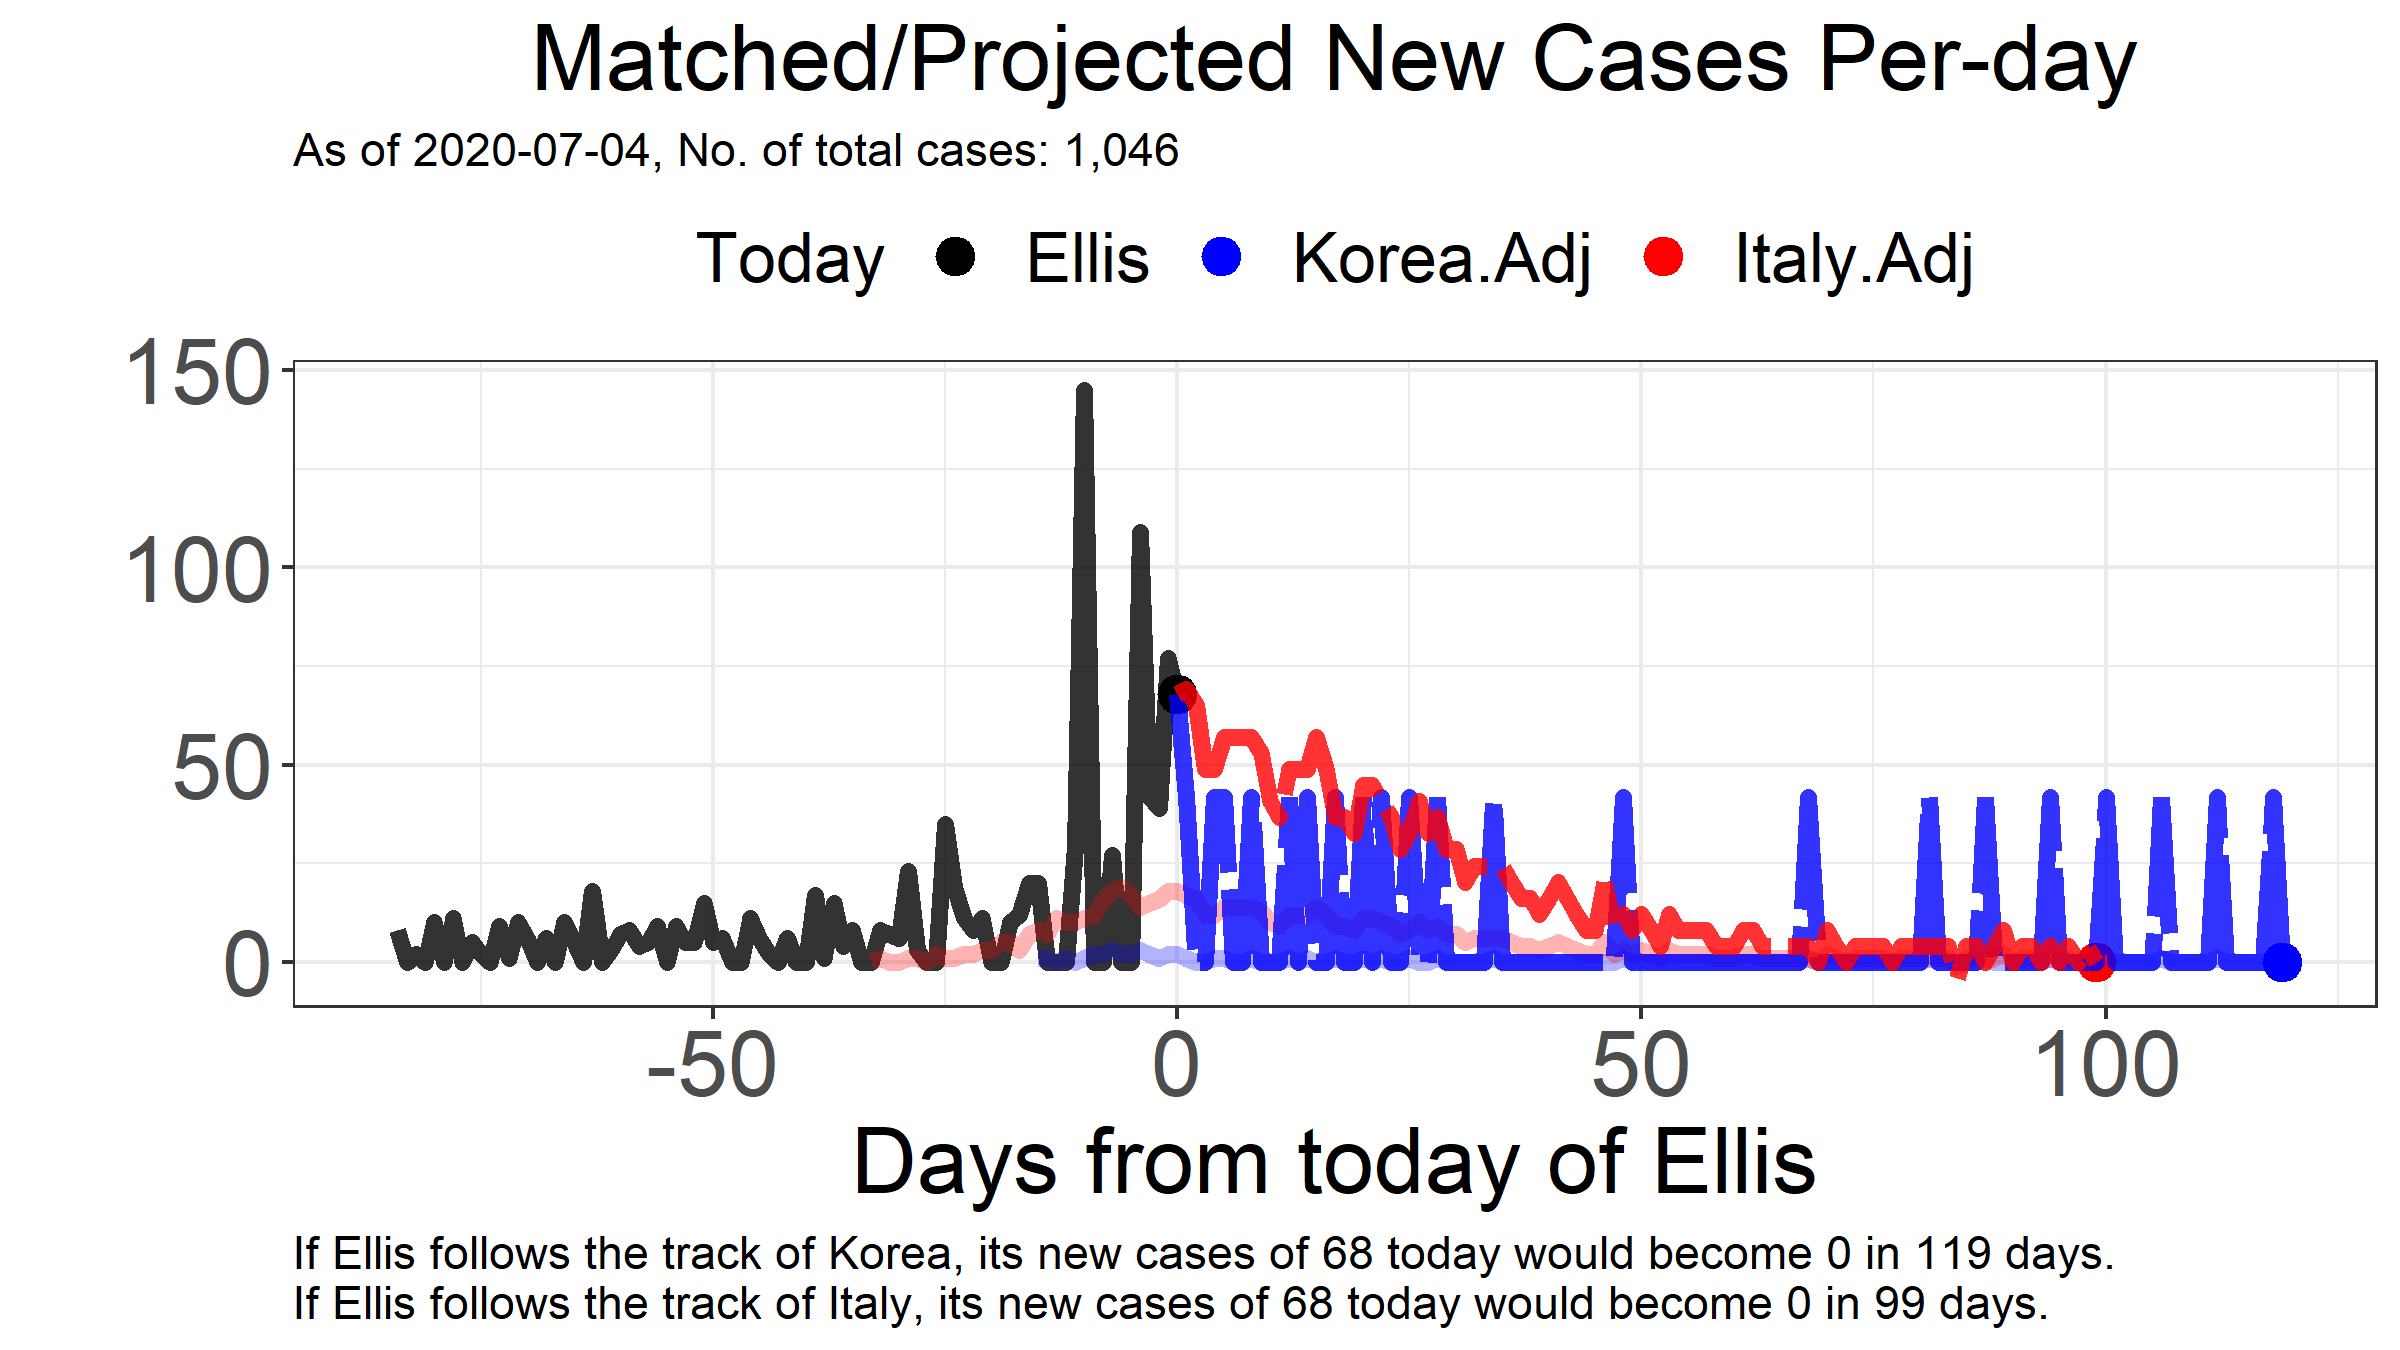 Matched/Projected New Cases Per-day
As of 2020-07-04, No. of total cases: 1,046
Today Ellis Korea.Adj Italy.Adj
150
100
50
0
-50 0 50 100
Days from today of Ellis
If Ellis follows the track of Korea, its new cases of 68 today would become 0 in 119 days.
If Ellis follows the track of Italy, its new cases of 68 today would become 0 in 99 days.